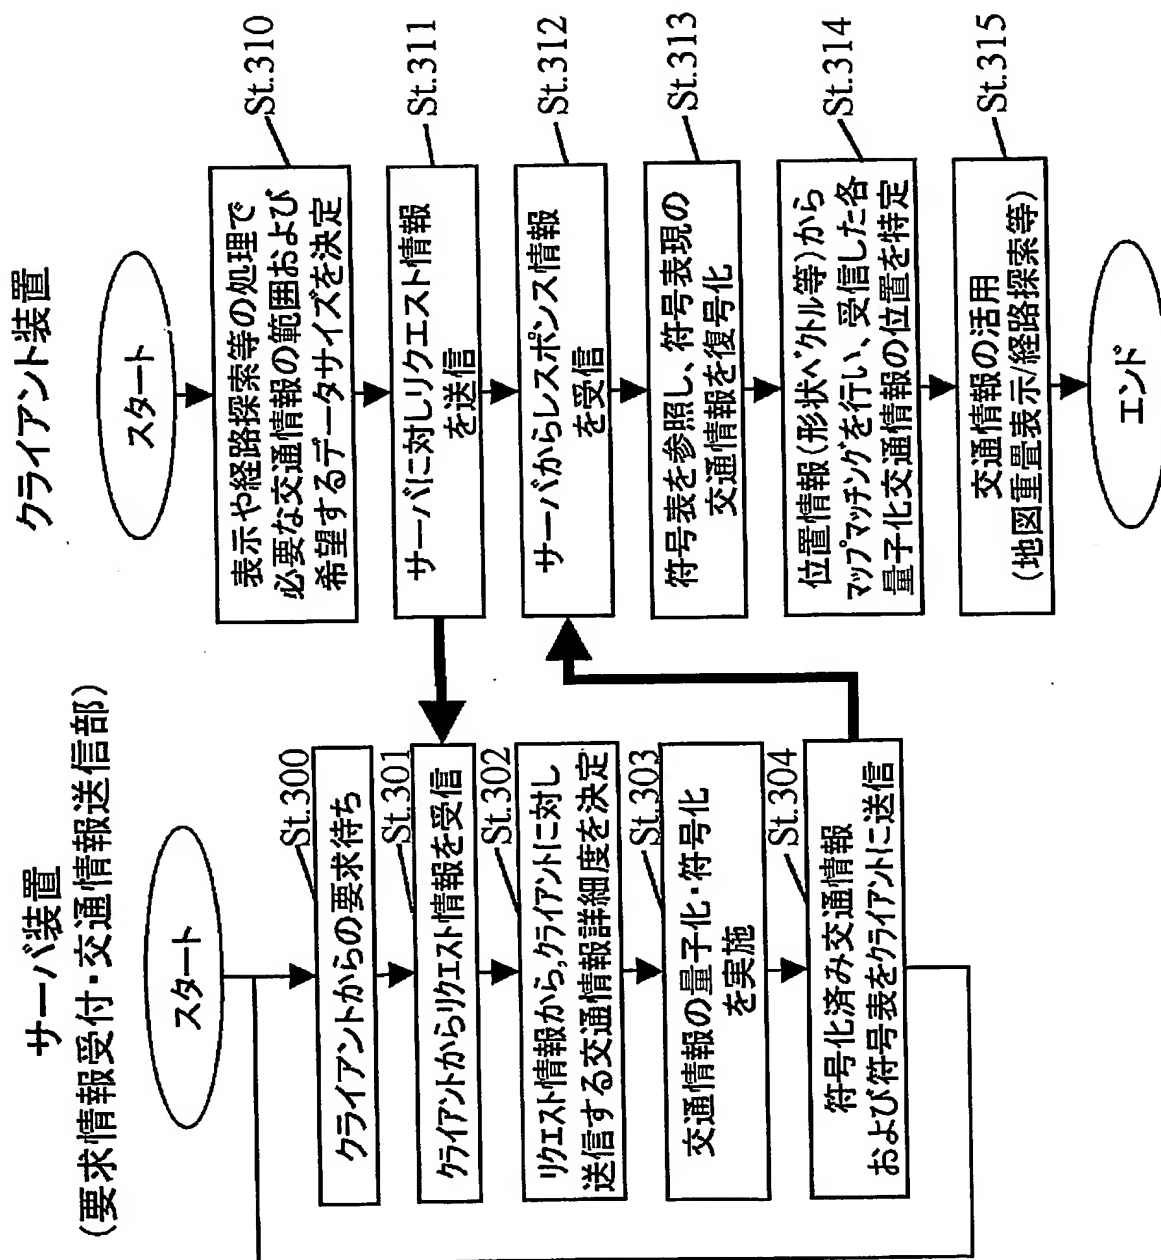 サーバ装置
(要求情報受付・交通情報送信部)
スタート
St.300
クライアントからの要求待ち
St.301
クライアントからリクエスト情報を受信
St.302
リクエスト情報から,クライアントに対し
送信する交通情報詳細度を決定
St.303
交通情報の量子化・符号化
を実施
St.304
符号化済み交通情報
および符号表をクライアントに送信
クライアント装置
スタート
St.310
表示や経路探索等の処理で
必要な交通情報の範囲および
希望するデータサイズを決定
St.311
サーバに対しリクエスト情報
を送信
St.312
サーバからレスポンス情報
を受信
St.313
符号表を参照し、符号表現の
交通情報を復号化
St.314
位置情報(形状ベクトル等)から
マップマッチングを行い、受信した各
量子化交通情報の位置を特定
St.315
交通情報の活用
(地図重畳表示/経路探索等)
エンド